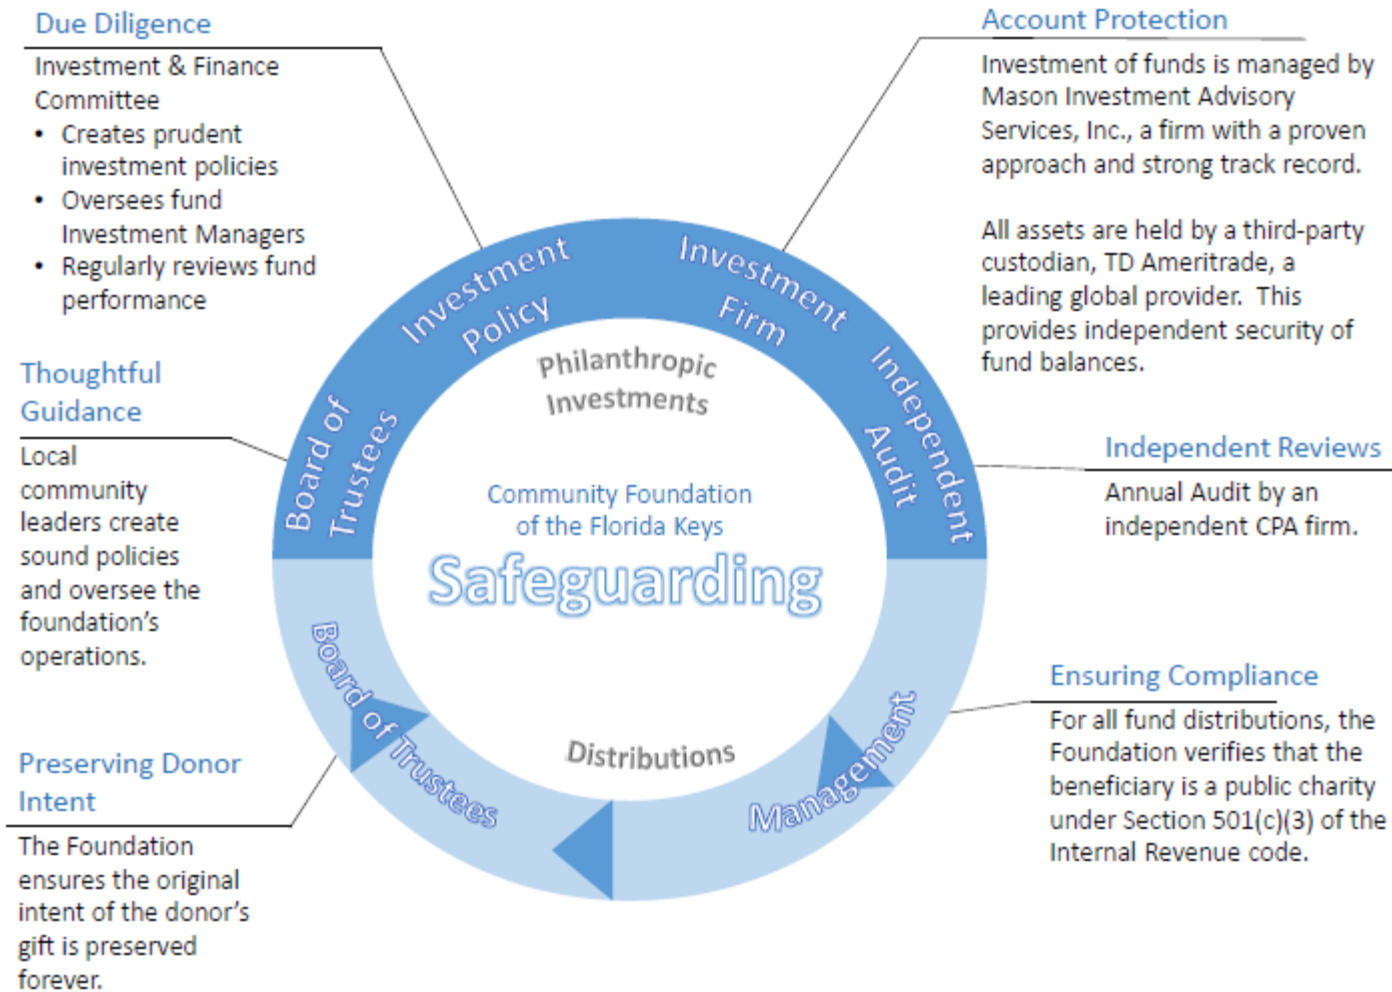 Due Diligence
Investment & Finance
Committee
• Creates prudent
investment policies
• Oversees fund
Investment Managers
• Regularly reviews fund
performance
Account Protection
Investment of funds is managed by
Mason Investment Advisory
Services, Inc., a firm with a proven
approach and strong track record.
All assets are held by a third-party
custodian, TD Ameritrade, a
leading global provider.  This
provides independent security of
fund balances.
Thoughtful
Guidance
Local
community
leaders create
sound policies
and oversee the
foundation's
operations.
Independent Reviews
Annual Audit by an
independent CPA firm.
Preserving Donor
Intent
The Foundation
ensures the original
intent of the donor's
gift is preserved
forever.
Ensuring Compliance
For all fund distributions, the
Foundation verifies that the
beneficiary is a public charity
under Section 501(c)(3) of the
Internal Revenue code.
Board of
Trustees
Investment
Policy
Investment
Firm
Independent
Audit
Philanthropic
Investments
Community Foundation
of the Florida Keys
Safeguarding
Distributions
Management
Board of Trustees